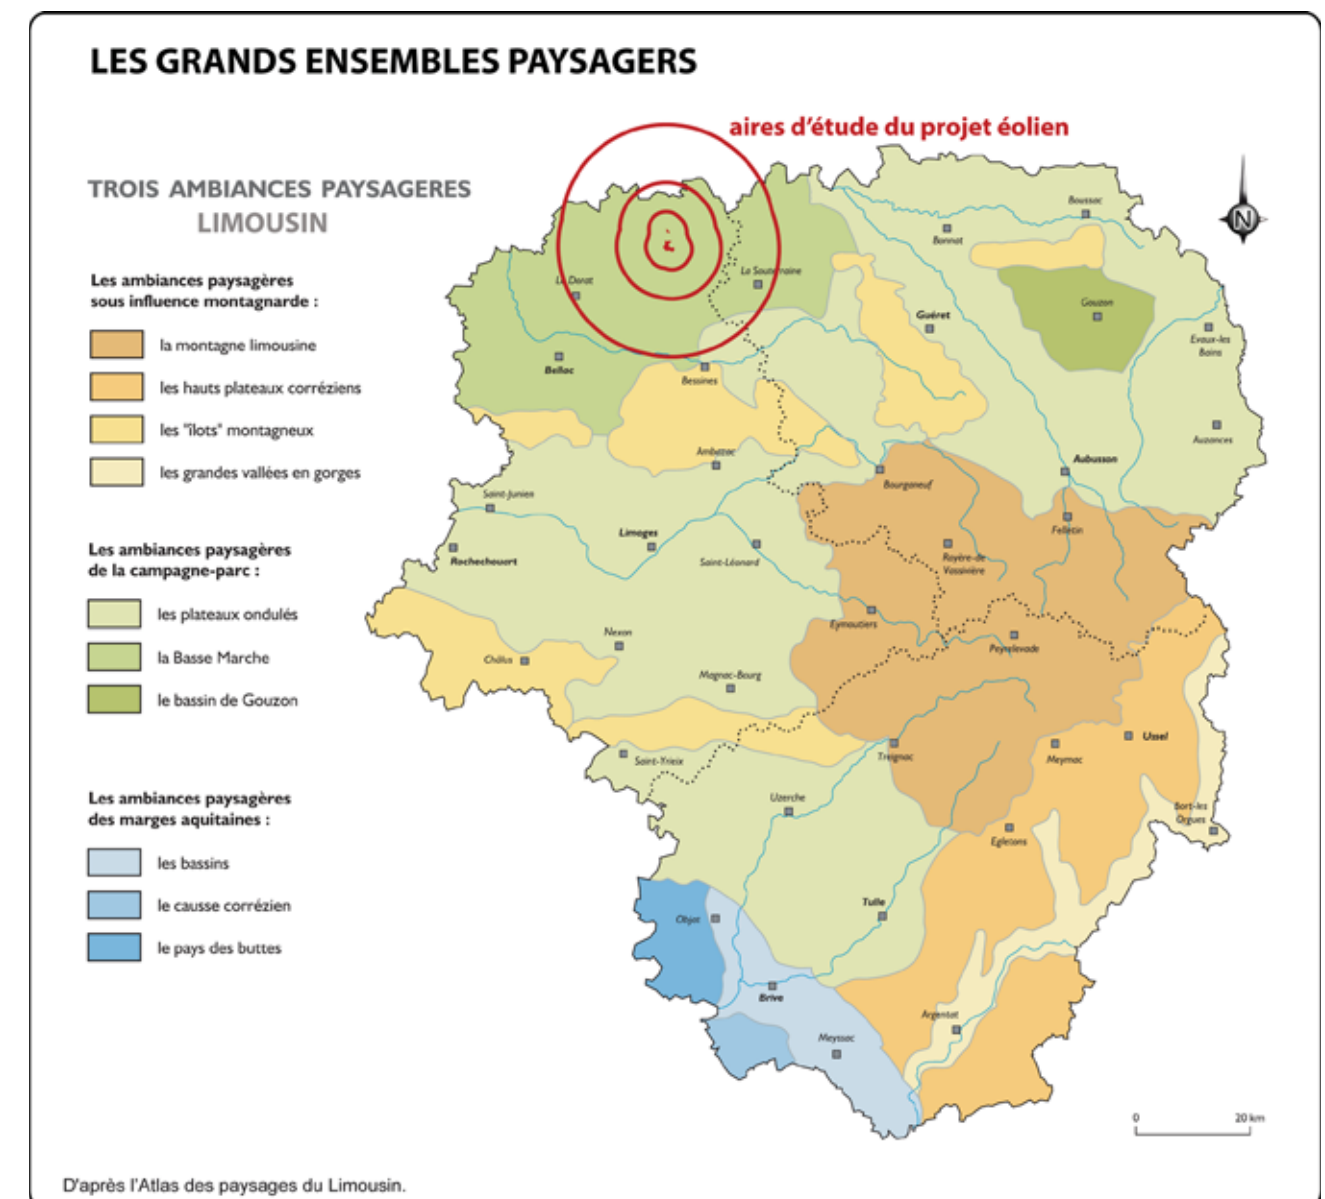 LES GRANDS ENSEMBLES PAYSAGERS
aires d'étude du projet éolien
TROIS AMBIANCES PAYSAGERES
LIMOUSIN
N
Les ambiances paysagères
sous influence montagnarde :
la montagne limousine
les hauts plateaux corréziens
les "îlots" montagneux
les grandes vallées en gorges
Les ambiances paysagères
de la campagne-parc :
les plateaux ondulés
la Basse Marche
le bassin de Gouzon
Les ambiances paysagères
des marges aquitaines :
les bassins
le causse corrézien
le pays des buttes
Boussac
Bonnat
La Souterraine
Le Dorat
Gouzon
Guéret
Evaux-les
Bains
Bellac
Bessines
Auzances
Ambazac
Aubusson
Bourganeuf
Saint-Junien
Felletin
Limoges
Rochechouart
Saint-Léonard
Royère-de
Vassivière
Eymoutiers
Nexon
Peyrelevade
Châlus
Magnac-Bourg
Ussel
Saint-Yrieix
Treignac
Meymac
Uzerche
Bort-les
Orgues
Egletons
Tulle
Objat
Brive
Argentat
Meyssac
0 20 km
D'après l'Atlas des paysages du Limousin.